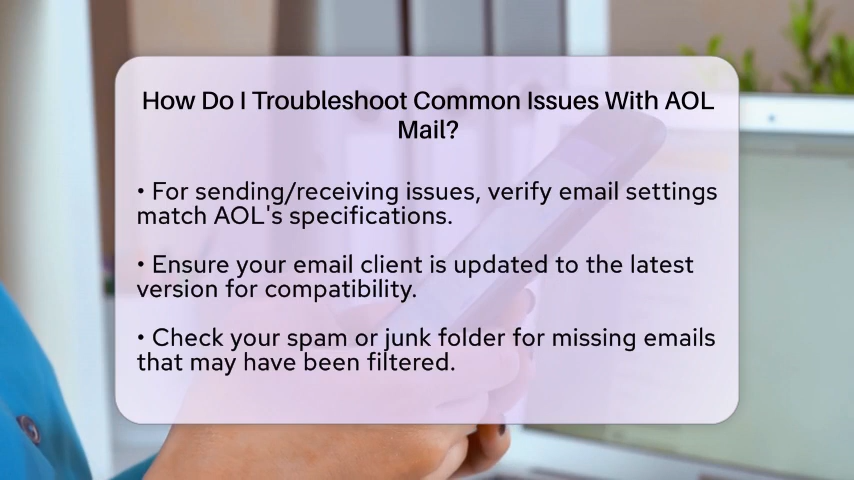 How Do I Troubleshoot Common Issues With AOL
Mail?
• For sending/receiving issues, verify email settings
match AOL's specifications.
• Ensure your email client is updated to the latest
version for compatibility.
• Check your spam or junk folder for missing emails
that may have been filtered.